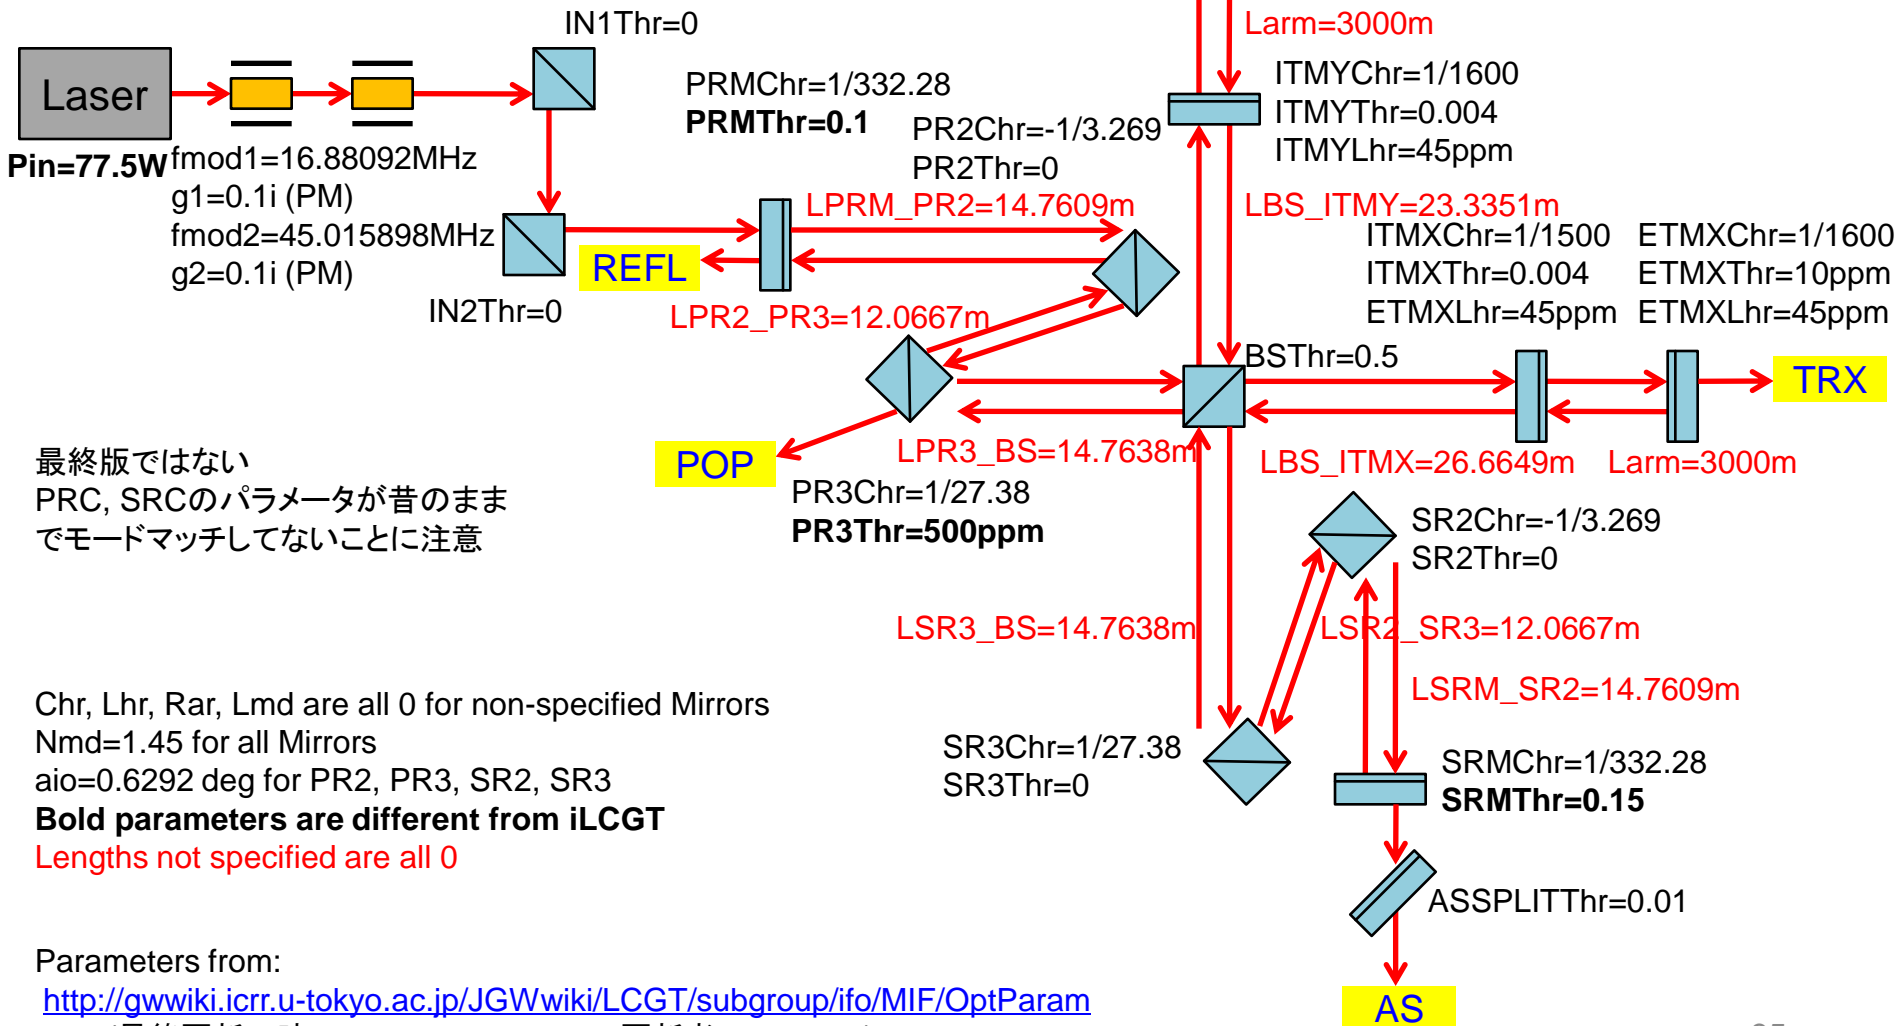 IN1Thr=0
Larm=3000m
Laser
Pin=77.5W
fmod1=16.88092MHz
g1=0.1i (PM)
fmod2=45.015898MHz
g2=0.1i (PM)
IN2Thr=0
PRMChr=1/332.28
PRMThr=0.1
PR2Chr=-1/3.269
PR2Thr=0
ITMYChr=1/1600
ITMYThr=0.004
ITMYLhr=45ppm
LPRM_PR2=14.7609m
LBS_ITMY=23.3351m
REFL
LPR2_PR3=12.0667m
ITMXChr=1/1500
ITMXThr=0.004
ETMXLhr=45ppm
ETMXChr=1/1600
ETMXThr=10ppm
ETMXLhr=45ppm
BSThr=0.5
TRX
POP
LPR3_BS=14.7638m
LBS_ITMX=26.6649m
Larm=3000m
PR3Chr=1/27.38
PR3Thr=500ppm
最終版ではない
PRC, SRCのパラメータが昔のまま
でモードマッチしてないことに注意
SR2Chr=-1/3.269
SR2Thr=0
LSR3_BS=14.7638m
LSR2_SR3=12.0667m
LSRM_SR2=14.7609m
SR3Chr=1/27.38
SR3Thr=0
SRMChr=1/332.28
SRMThr=0.15
Chr, Lhr, Rar, Lmd are all 0 for non-specified Mirrors
Nmd=1.45 for all Mirrors
aio=0.6292 deg for PR2, PR3, SR2, SR3
Bold parameters are different from iLCGT
Lengths not specified are all 0
ASSPLITThr=0.01
AS
Parameters from:
http://gwwiki.icrr.u-tokyo.ac.jp/JGWwiki/LCGT/subgroup/ifo/MIF/OptParam